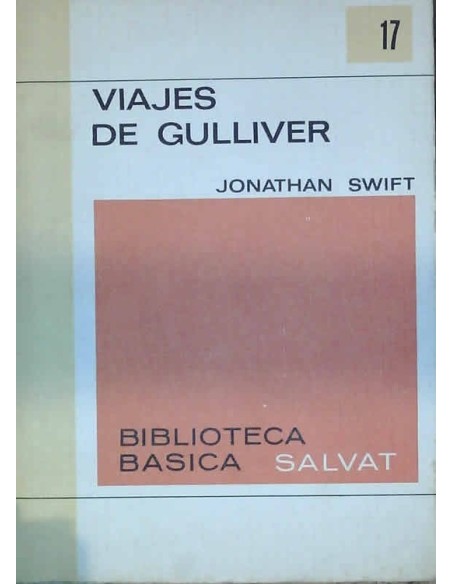 17
VIAJES
DE GULLIVER
JONATHAN SWIFT
BIBLIOTECA
BASICA SALVAT